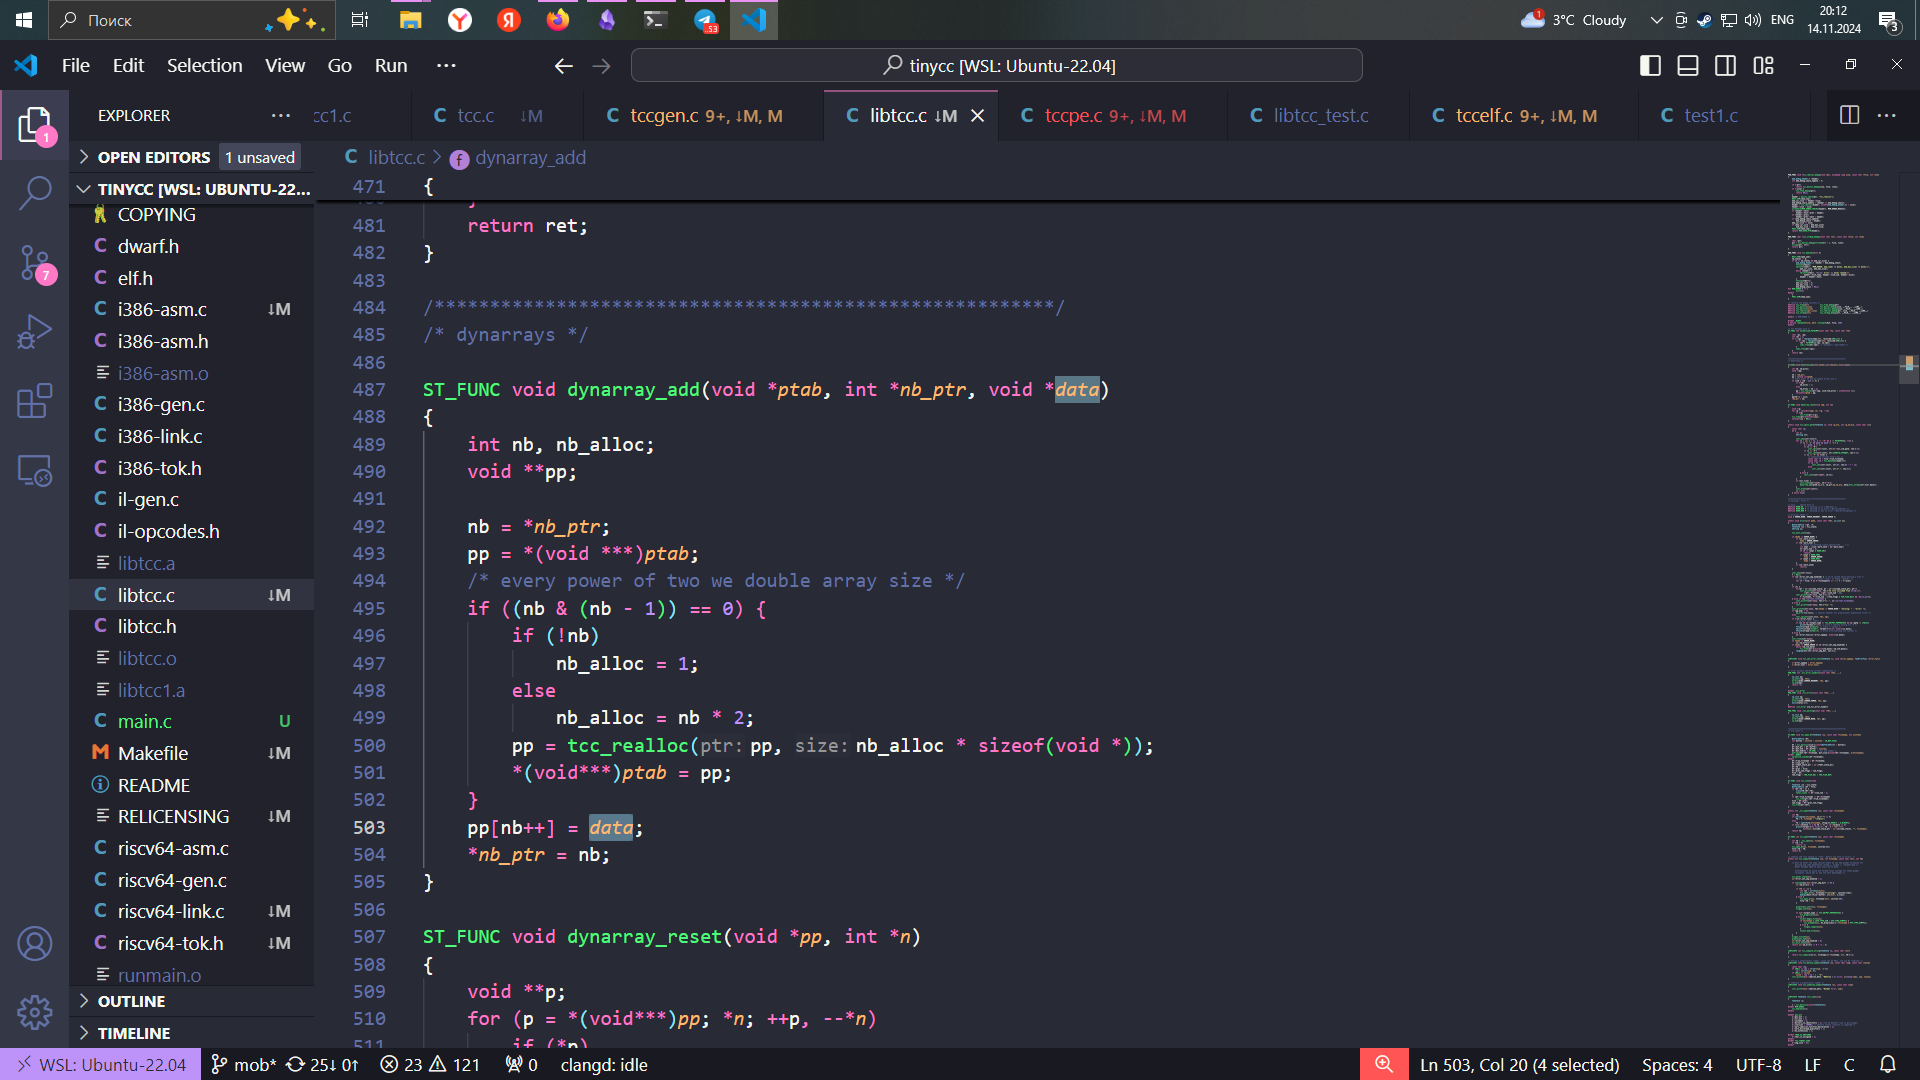 Поиск
53
1
3°C Cloudy
ENG
20:12
14.11.2024
3
File Edit Selection View Go Run ···
tinycc [WSL: Ubuntu-22.04]
EXPLORER ···
cc1.c
C tcc.c ↓M
C tccgen.c 9+, ↓M, M
C libtcc.c ↓M
C tccpe.c 9+, ↓M, M
C libtcc_test.c
C tccelf.c 9+, ↓M, M
C test1.c
···
1
7
OPEN EDITORS 1 unsaved
TINYCC [WSL: UBUNTU-22...
COPYING
C dwarf.h
C elf.h
C i386-asm.c ↓M
C i386-asm.h
i386-asm.o
C i386-gen.c
C i386-link.c
C i386-tok.h
C il-gen.c
C il-opcodes.h
libtcc.a
C libtcc.c ↓M
C libtcc.h
libtcc.o
libtcc1.a
C main.c U
M Makefile ↓M
README
RELICENSING ↓M
C riscv64-asm.c
C riscv64-gen.c
C riscv64-link.c ↓M
C riscv64-tok.h ↓M
runmain.o
OUTLINE
TIMELINE
C libtcc.c > f dynarray_add
471 {
481 return ret;
482 }
483
484 /*********************************************************/
485 /* dynarrays */
486
487 ST_FUNC void dynarray_add(void *ptab, int *nb_ptr, void *data)
488 {
489 int nb, nb_alloc;
490 void **pp;
491
492 nb = *nb_ptr;
493 pp = *(void ***)ptab;
494 /* every power of two we double array size */
495 if ((nb & (nb - 1)) == 0) {
496 if (!nb)
497 nb_alloc = 1;
498 else
499 nb_alloc = nb * 2;
500 pp = tcc_realloc(ptr: pp, size: nb_alloc * sizeof(void *));
501 *(void***)ptab = pp;
502 }
503 pp[nb++] = data;
504 *nb_ptr = nb;
505 }
506
507 ST_FUNC void dynarray_reset(void *pp, int *n)
508 {
509 void **p;
510 for (p = *(void***)pp; *n; ++p, --*n)
511 if (*p)
WSL: Ubuntu-22.04
mob* 25↓ 0↑
23 121
0
clangd: idle
Ln 503, Col 20 (4 selected)
Spaces: 4
UTF-8
LF
C